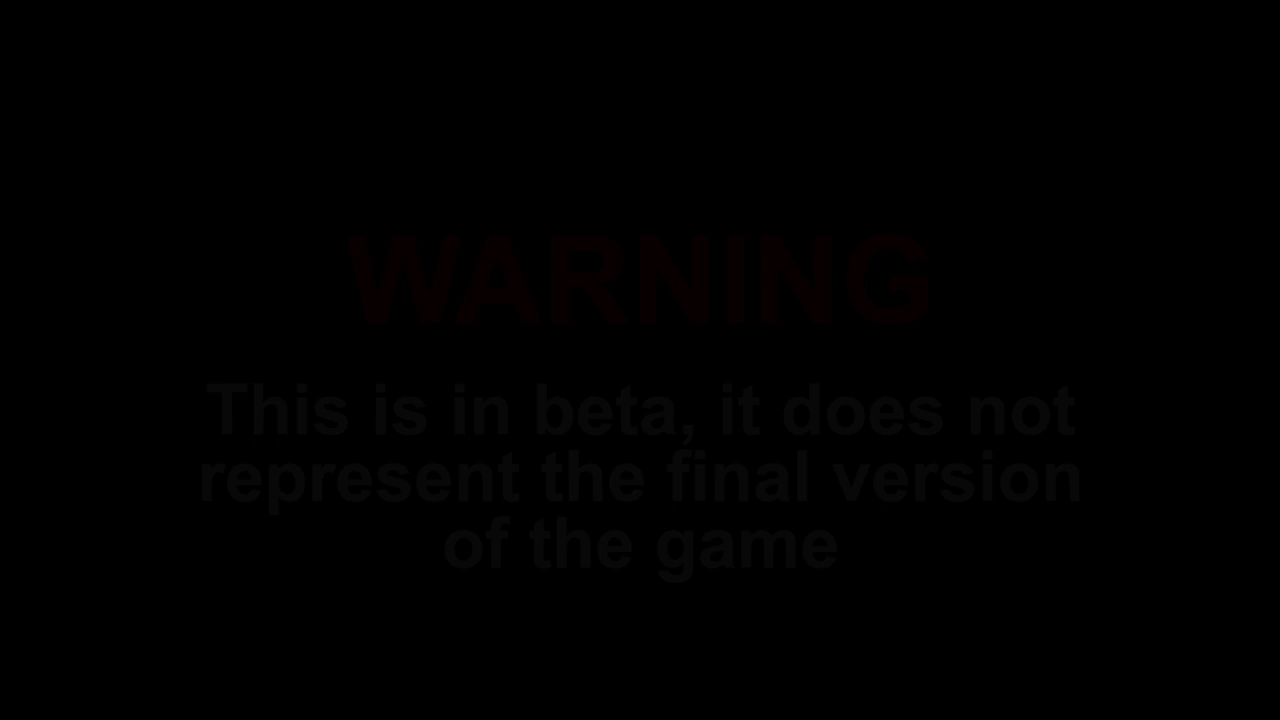 WARNING
This is in beta, it does not
represent the final version
of the game